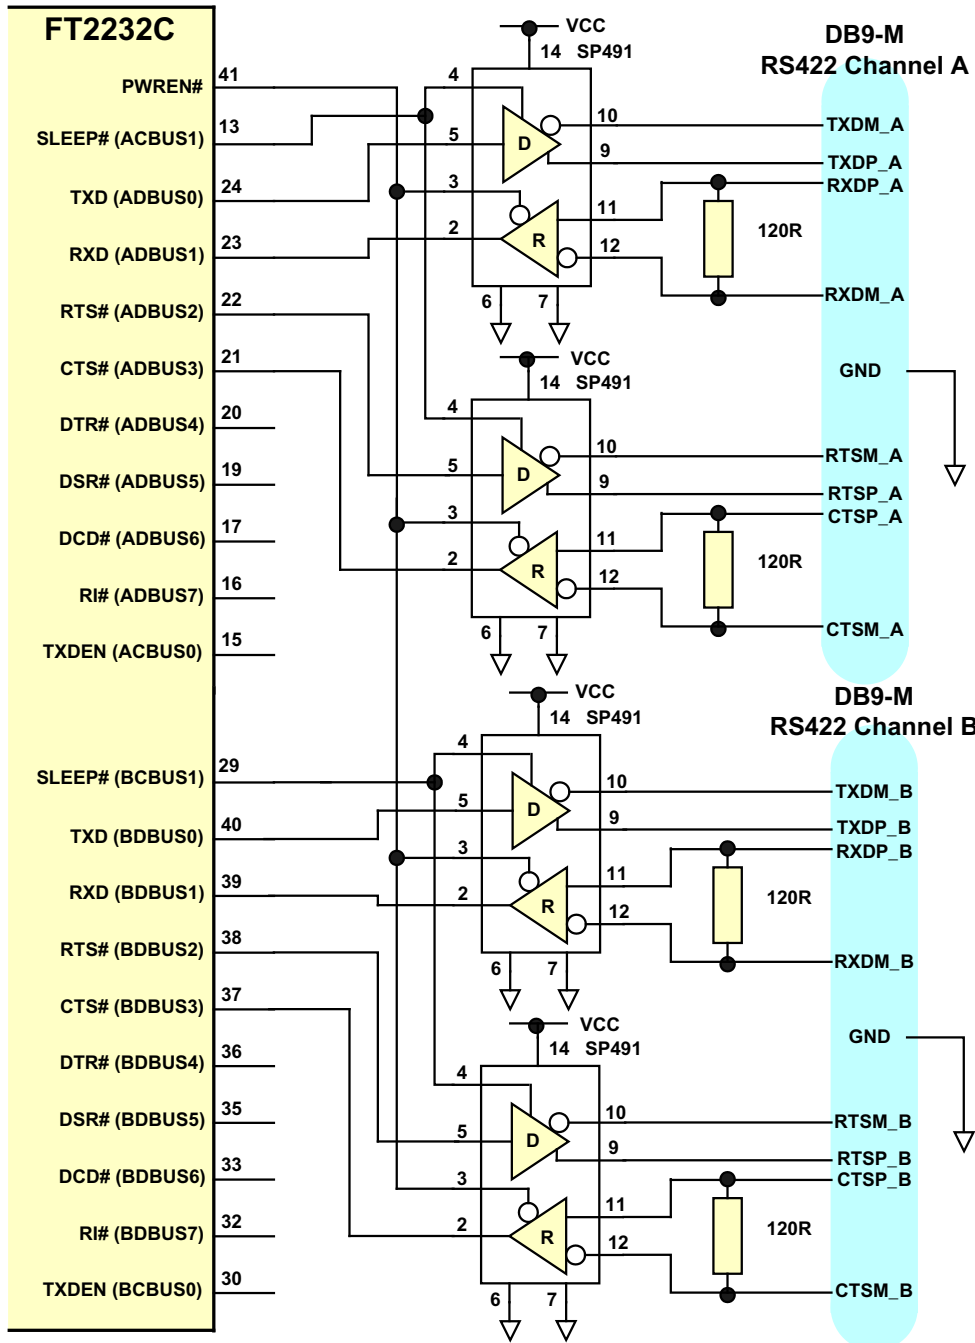 FT2232C
PWREN# 41
SLEEP# (ACBUS1) 13
TXD (ADBUS0) 24
RXD (ADBUS1) 23
RTS# (ADBUS2) 22
CTS# (ADBUS3) 21
DTR# (ADBUS4) 20
DSR# (ADBUS5) 19
DCD# (ADBUS6) 17
RI# (ADBUS7) 16
TXDEN (ACBUS0) 15
SLEEP# (BCBUS1) 29
TXD (BDBUS0) 40
RXD (BDBUS1) 39
RTS# (BDBUS2) 38
CTS# (BDBUS3) 37
DTR# (BDBUS4) 36
DSR# (BDBUS5) 35
DCD# (BDBUS6) 33
RI# (BDBUS7) 32
TXDEN (BCBUS0) 30
VCC
14 SP491
4
5 D 10
9
3
11
2 R
12
6 7
VCC
14 SP491
4
5 D 10
9
3
11
2 R
12
6 7
VCC
14 SP491
4
5 D 10
9
3
11
2 R
12
6 7
VCC
14 SP491
4
5 D 10
9
3
11
2 R
12
6 7
DB9-M
RS422 Channel A
TXDM_A
TXDP_A
RXDP_A
120R
RXDM_A
GND
RTSM_A
RTSP_A
CTSP_A
120R
CTSM_A
DB9-M
RS422 Channel B
TXDM_B
TXDP_B
RXDP_B
120R
RXDM_B
GND
RTSM_B
RTSP_B
CTSP_B
120R
CTSM_B